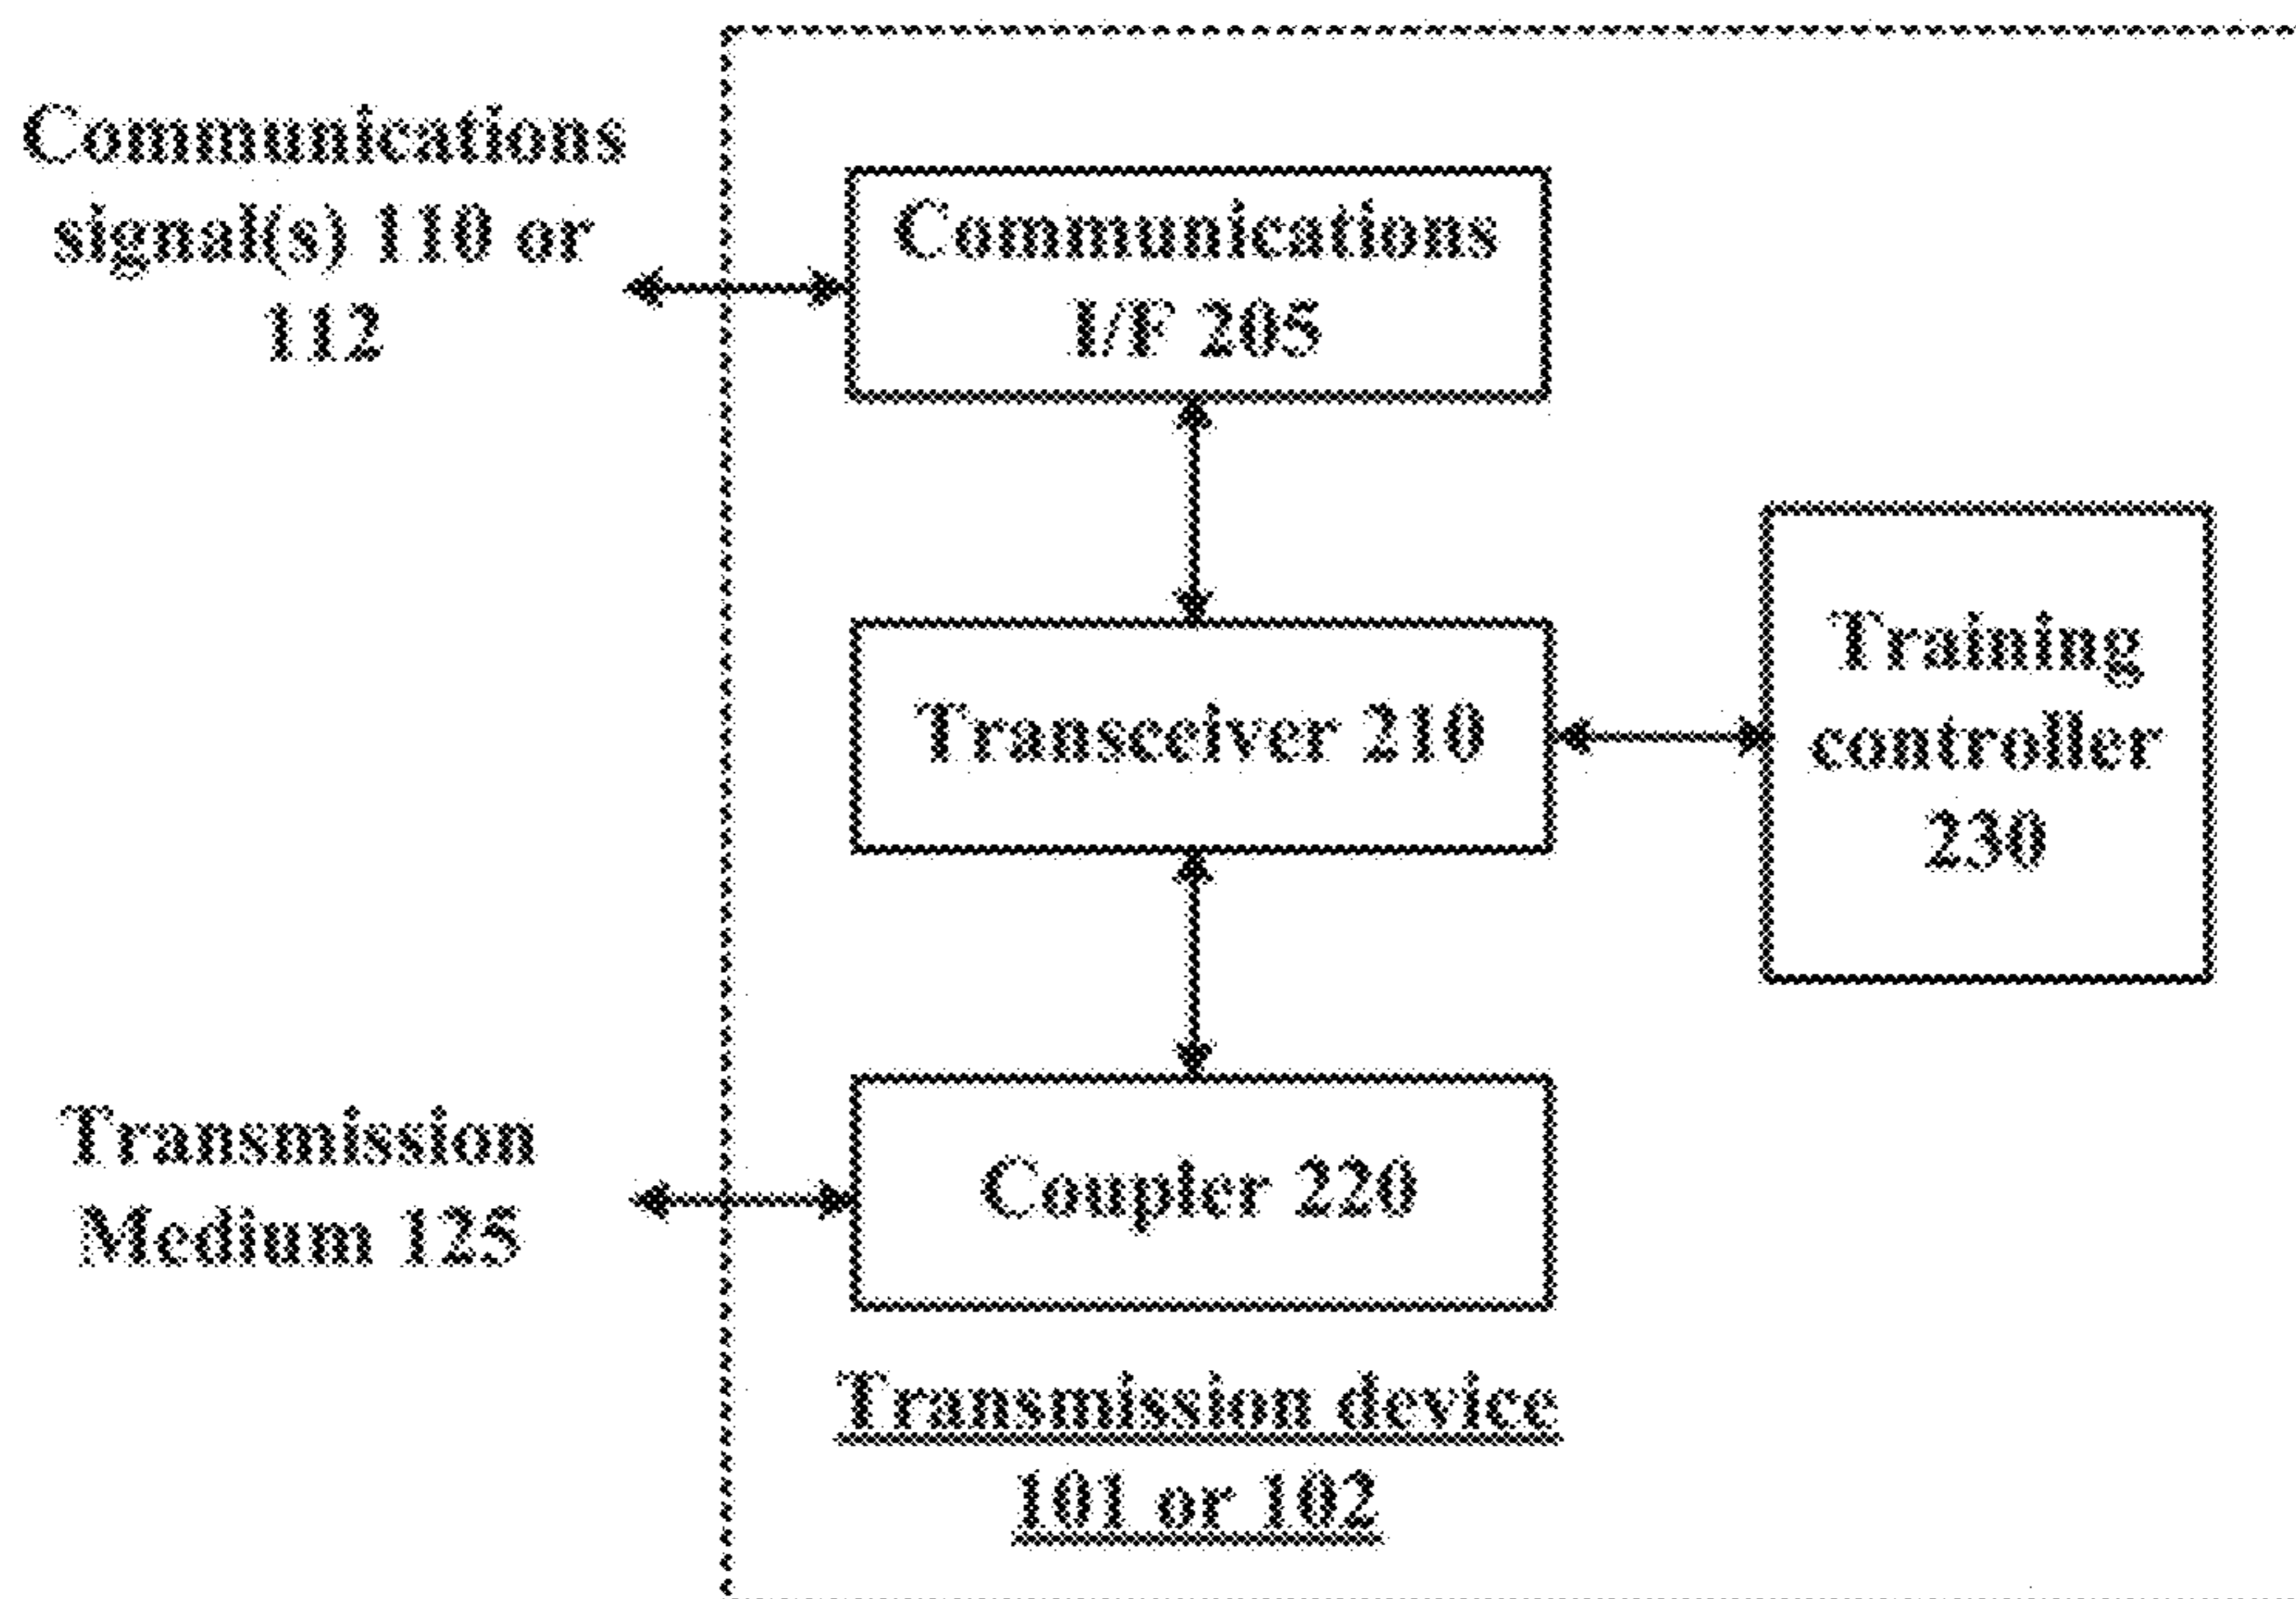 Communications
signal(s) 110 or
112
Communications
I/F 205
Transceiver 210
Training
controller
230
Transmission
Medium 125
Coupler 220
Transmission device
101 or 102